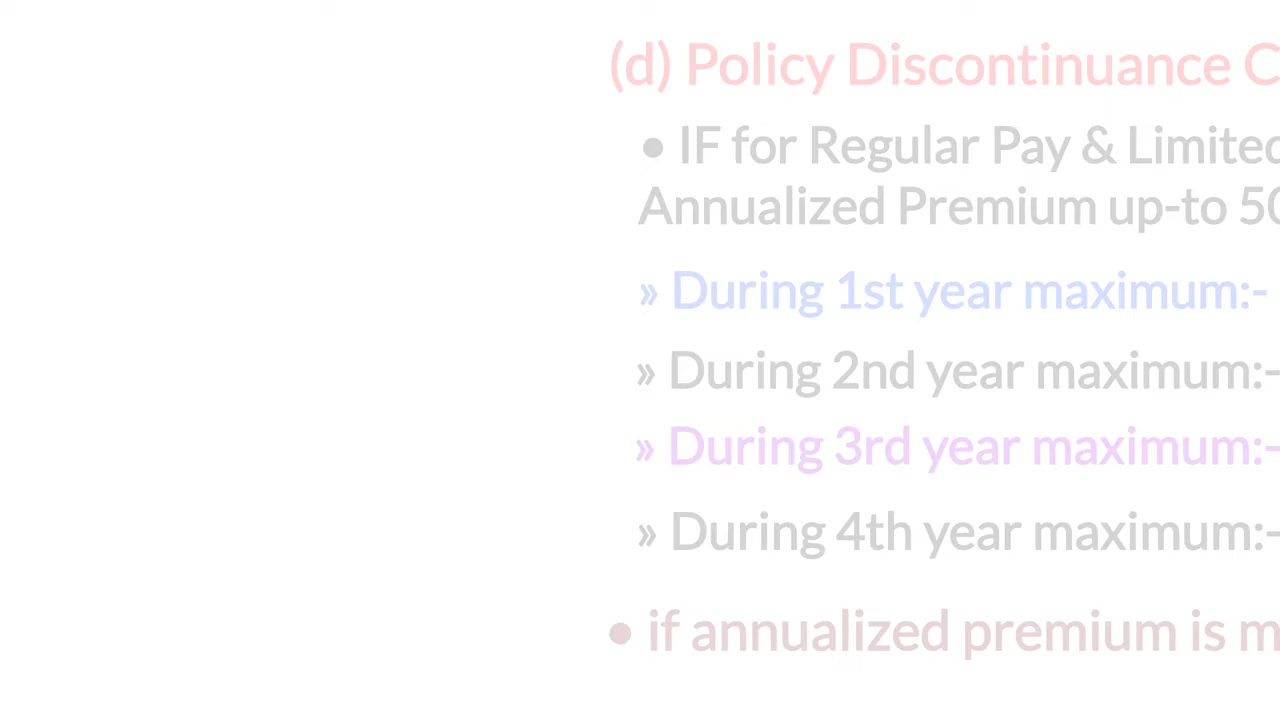 (d) Policy Discontinuance C
• IF for Regular Pay & Limited
Annualized Premium up-to 50
» During 1st year maximum:-
» During 2nd year maximum:-
» During 3rd year maximum:-
» During 4th year maximum:-
• if annualized premium is m